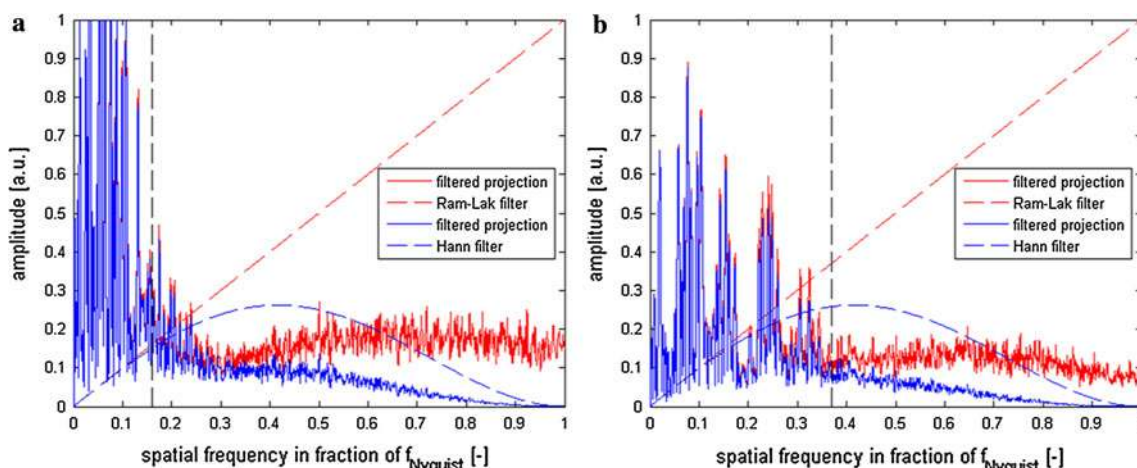 a
1
0.9
0.8
0.7
0.6
0.5
0.4
0.3
0.2
0.1
0
amplitude [a.u.]
filtered projection
Ram-Lak filter
filtered projection
Hann filter
0 0.1 0.2 0.3 0.4 0.5 0.6 0.7 0.8 0.9 1
spatial frequency in fraction of fNyquist [-]
b
1
0.9
0.8
0.7
0.6
0.5
0.4
0.3
0.2
0.1
0
amplitude [a.u.]
filtered projection
Ram-Lak filter
filtered projection
Hann filter
0 0.1 0.2 0.3 0.4 0.5 0.6 0.7 0.8 0.9
spatial frequency in fraction of fNyquist [-]